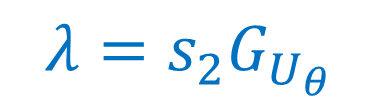 λ = s₂G_{U_θ}